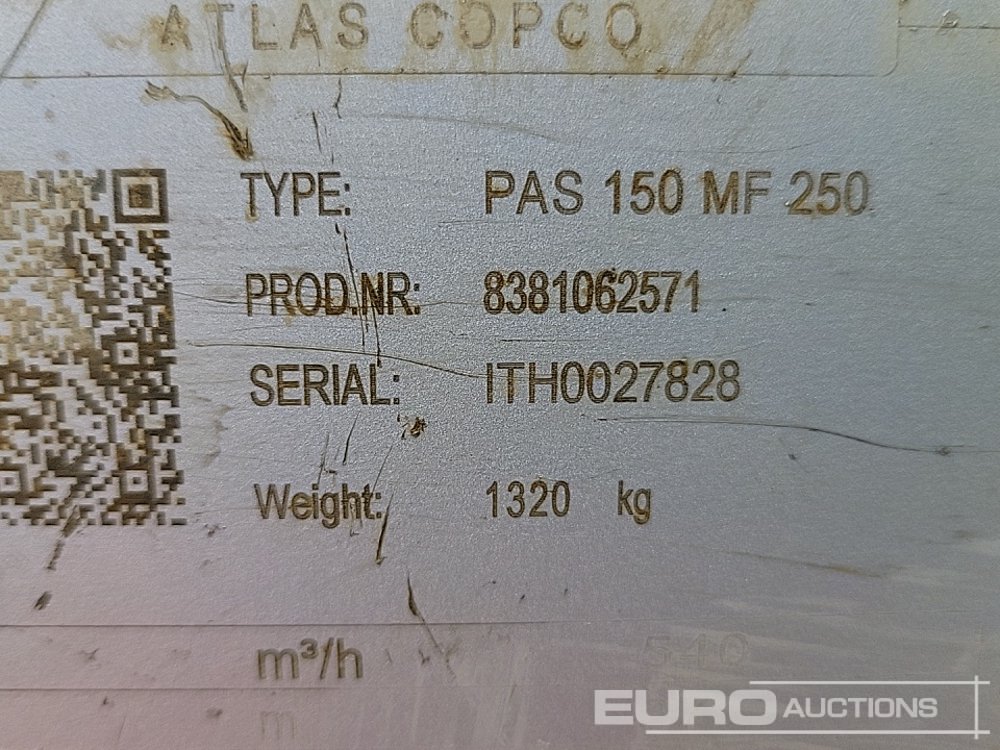 ATLAS COPCO
TYPE: PAS 150 MF 250
PROD.NR: 8381062571
SERIAL: ITH0027828
Weight: 1320 kg
m³/h
m
EURO AUCTIONS